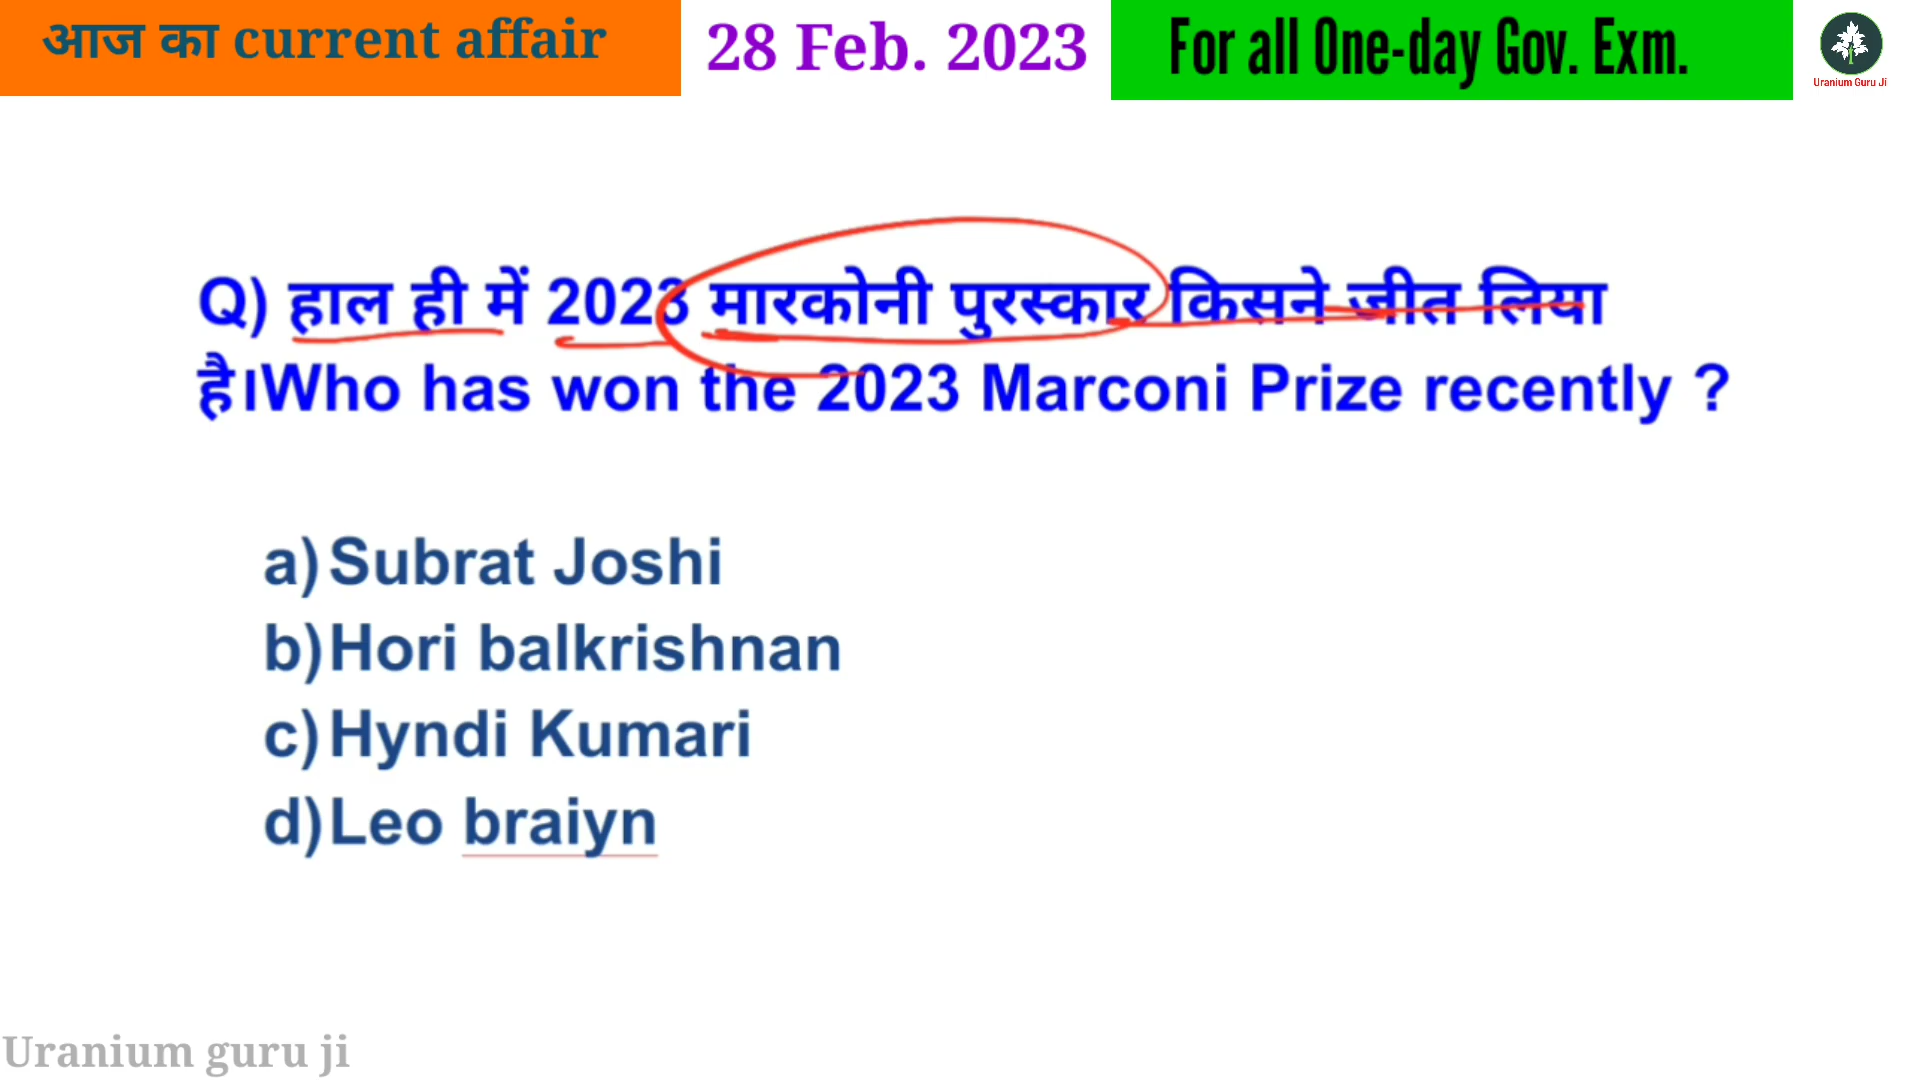 आज का current affair
28 Feb. 2023
For all One-day Gov. Exm.
Uranium Guru Ji
Q) हाल ही में 2023 मारकोनी पुरस्कार किसने जीत लिया
है।Who has won the 2023 Marconi Prize recently ?
a) Subrat Joshi
b) Hori balkrishnan
c) Hyndi Kumari
d) Leo braiyn
Uranium guru ji